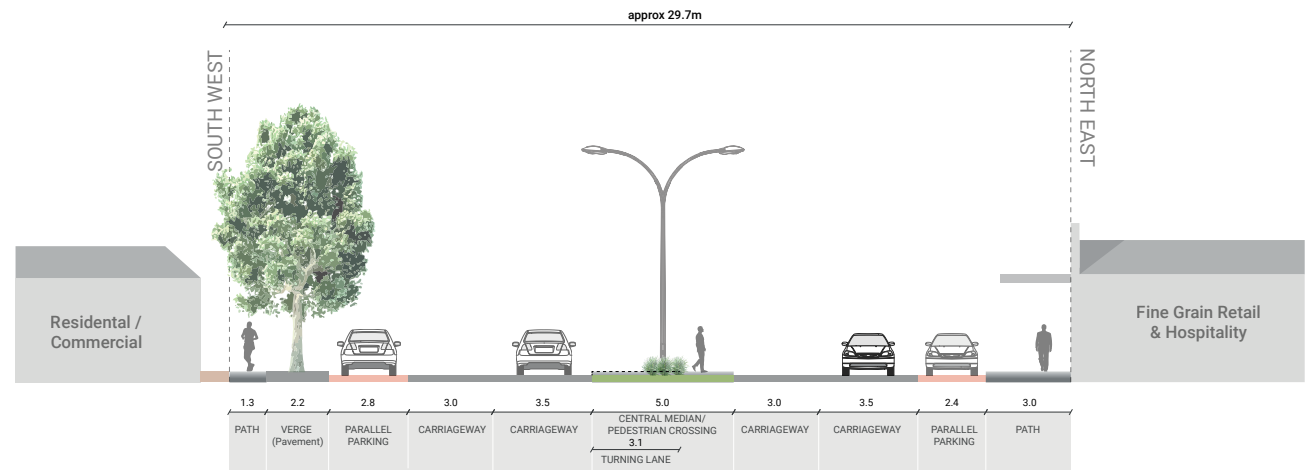 approx 29.7m
SOUTH WEST
NORTH EAST
Residental /
Commercial
Fine Grain Retail
& Hospitality
1.3
2.2
2.8
3.0
3.5
5.0
3.0
3.5
2.4
3.0
PATH
VERGE
(Pavement)
PARALLEL
PARKING
CARRIAGEWAY
CARRIAGEWAY
CENTRAL MEDIAN/
PEDESTRIAN CROSSING
3.1
TURNING LANE
CARRIAGEWAY
CARRIAGEWAY
PARALLEL
PARKING
PATH